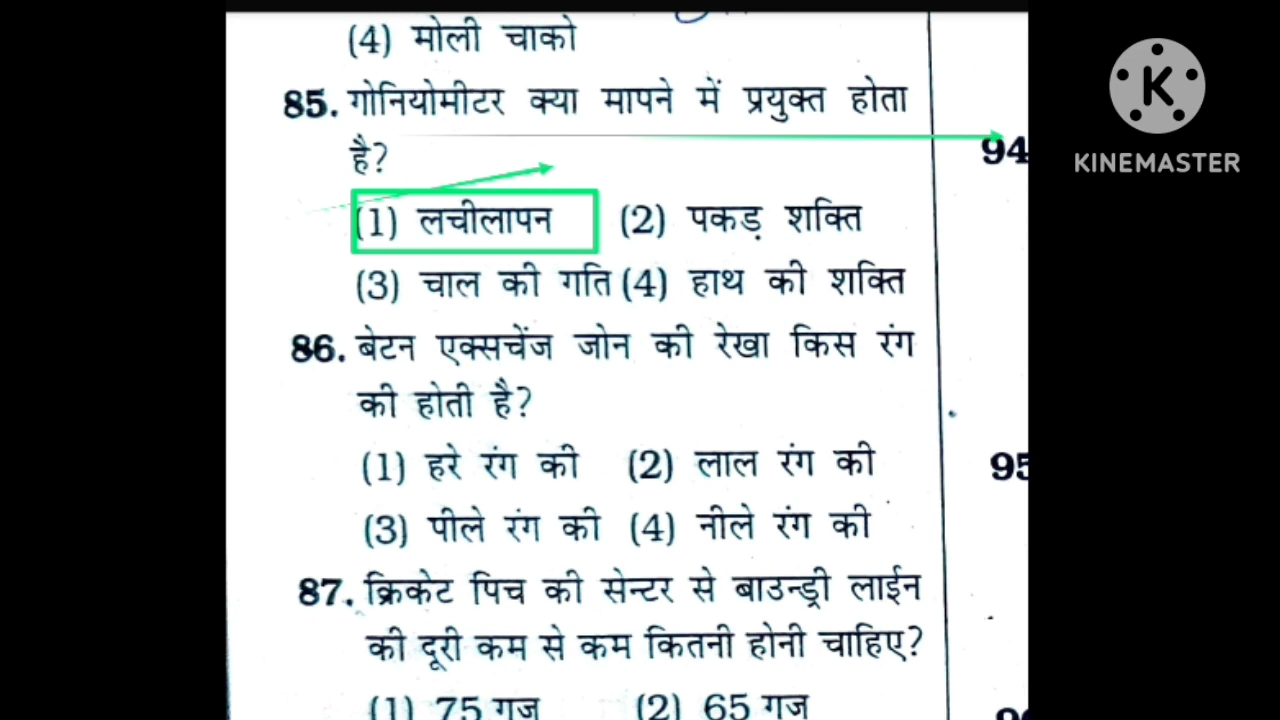 (4) मोली चाको
85. गोनियोमीटर क्या मापने में प्रयुक्त होता
है?
(1) लचीलापन (2) पकड़ शक्ति
(3) चाल की गति (4) हाथ की शक्ति
86. बेटन एक्सचेंज जोन की रेखा किस रंग
की होती है?
(1) हरे रंग की (2) लाल रंग की
(3) पीले रंग की (4) नीले रंग की
87. क्रिकेट पिच की सेन्टर से बाउन्ड्री लाईन
की दूरी कम से कम कितनी होनी चाहिए?
(1) 75 गज (2) 65 गज
94
95
K
KINEMASTER